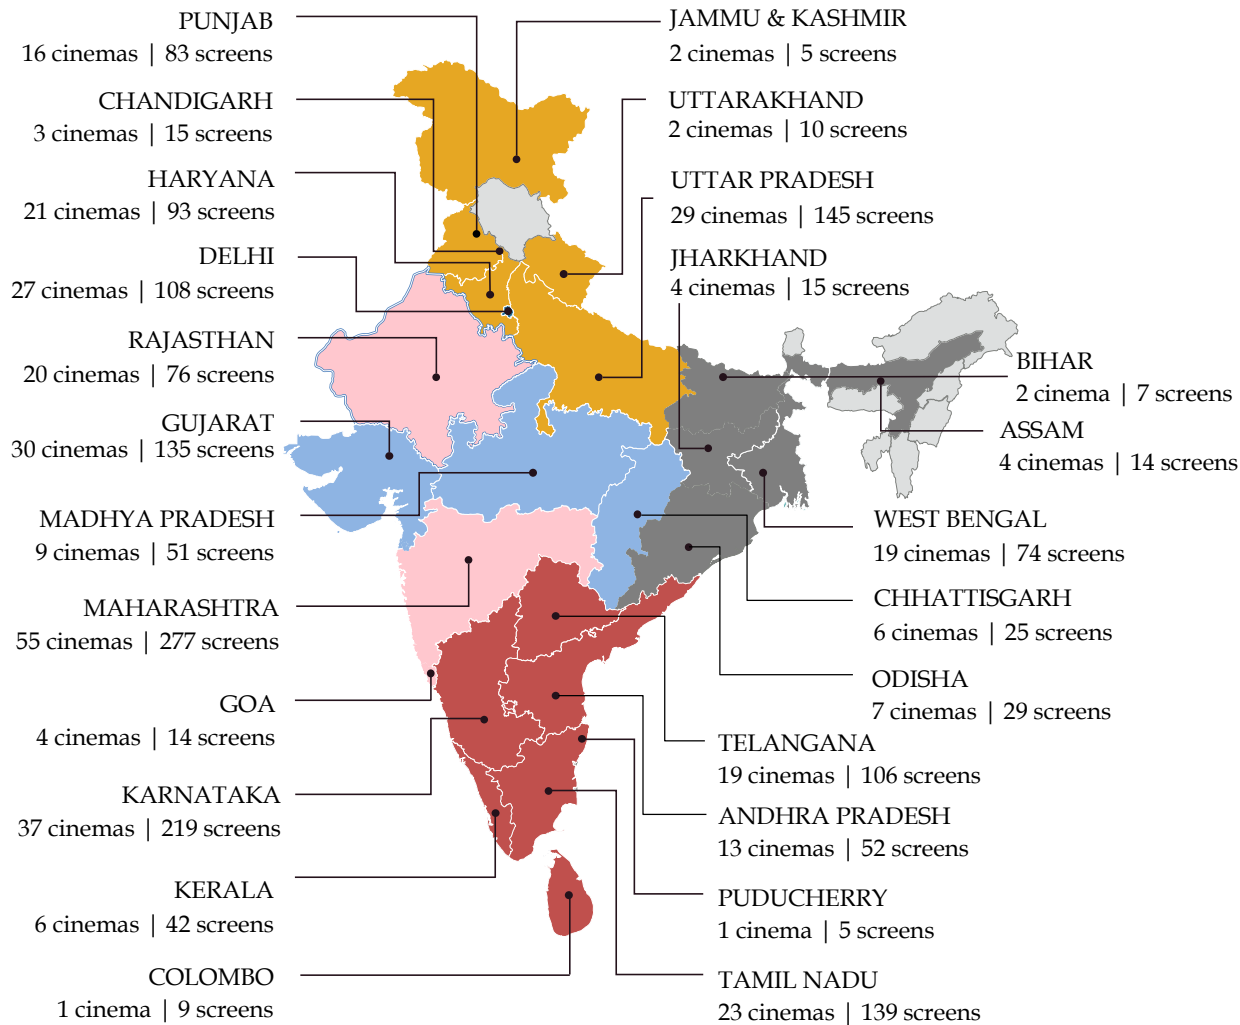 PUNJAB
16 cinemas | 83 screens
CHANDIGARH
3 cinemas | 15 screens
HARYANA
21 cinemas | 93 screens
DELHI
27 cinemas | 108 screens
RAJASTHAN
20 cinemas | 76 screens
GUJARAT
30 cinemas | 135 screens
MADHYA PRADESH
9 cinemas | 51 screens
MAHARASHTRA
55 cinemas | 277 screens
GOA
4 cinemas | 14 screens
KARNATAKA
37 cinemas | 219 screens
KERALA
6 cinemas | 42 screens
COLOMBO
1 cinema | 9 screens
JAMMU & KASHMIR
2 cinemas | 5 screens
UTTARAKHAND
2 cinemas | 10 screens
UTTAR PRADESH
29 cinemas | 145 screens
JHARKHAND
4 cinemas | 15 screens
BIHAR
2 cinema | 7 screens
ASSAM
4 cinemas | 14 screens
WEST BENGAL
19 cinemas | 74 screens
CHHATTISGARH
6 cinemas | 25 screens
ODISHA
7 cinemas | 29 screens
TELANGANA
19 cinemas | 106 screens
ANDHRA PRADESH
13 cinemas | 52 screens
PUDUCHERRY
1 cinema | 5 screens
TAMIL NADU
23 cinemas | 139 screens